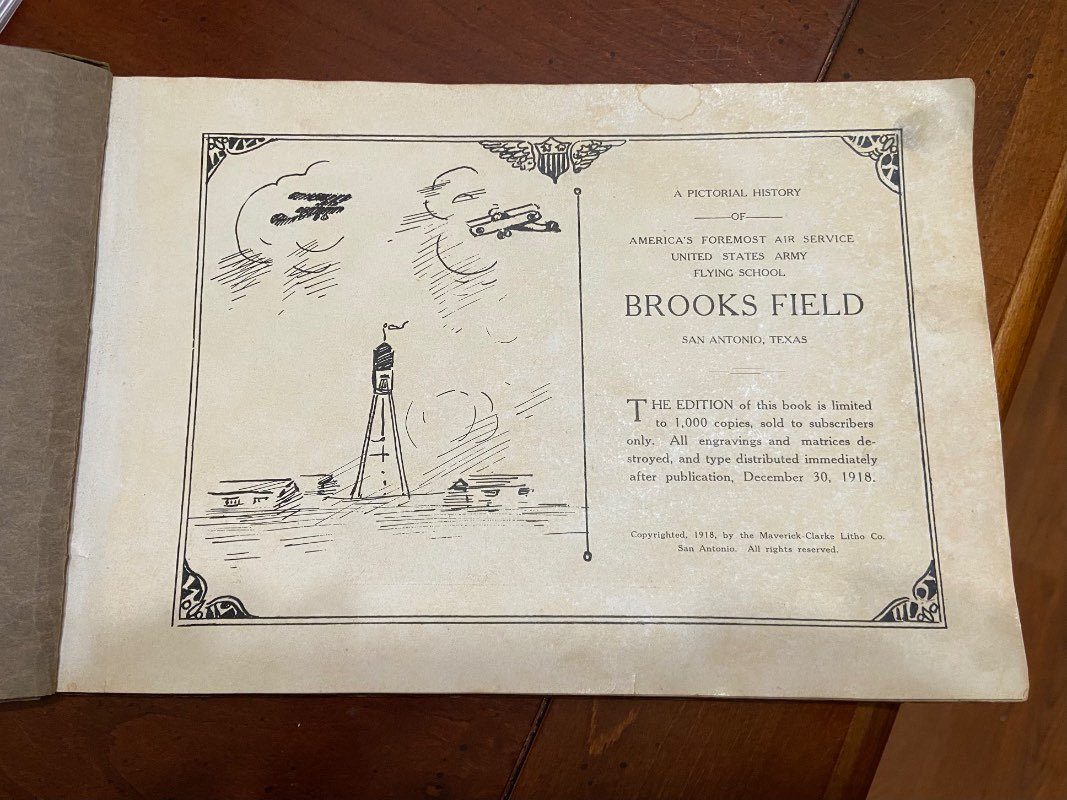 A PICTORIAL HISTORY
OF
AMERICA'S FOREMOST AIR SERVICE
UNITED STATES ARMY
FLYING SCHOOL
BROOKS FIELD
SAN ANTONIO, TEXAS
THE EDITION of this book is limited
to 1,000 copies, sold to subscribers
only. All engravings and matrices de-
stroyed, and type distributed immediately
after publication, December 30, 1918.
Copyrighted, 1918, by the Maverick-Clarke Litho Co.
San Antonio. All rights reserved.